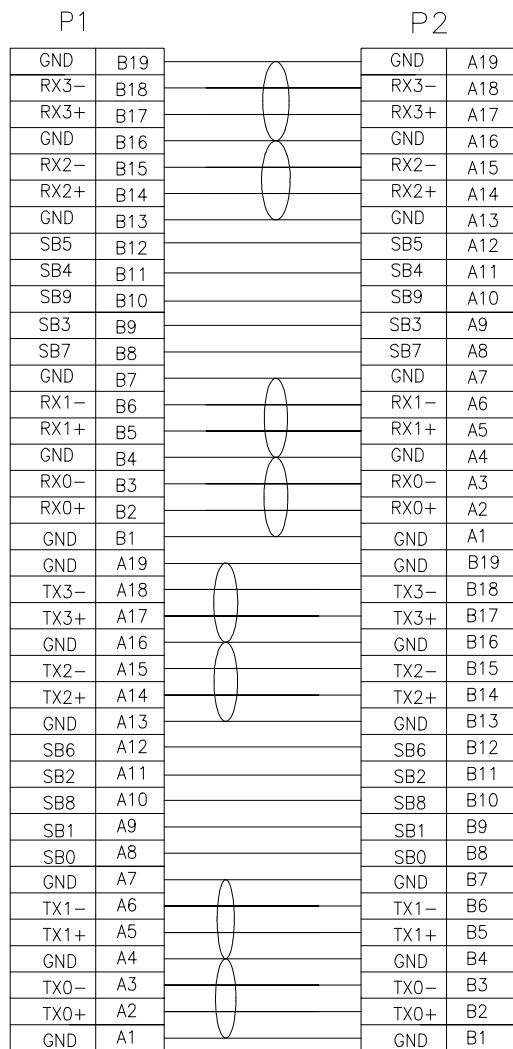 P1 P2
GND B19 GND A19
RX3- B18 RX3- A18
RX3+ B17 RX3+ A17
GND B16 GND A16
RX2- B15 RX2- A15
RX2+ B14 RX2+ A14
GND B13 GND A13
SB5 B12 SB5 A12
SB4 B11 SB4 A11
SB9 B10 SB9 A10
SB3 B9 SB3 A9
SB7 B8 SB7 A8
GND B7 GND A7
RX1- B6 RX1- A6
RX1+ B5 RX1+ A5
GND B4 GND A4
RX0- B3 RX0- A3
RX0+ B2 RX0+ A2
GND B1 GND A1
GND A19 GND B19
TX3- A18 TX3- B18
TX3+ A17 TX3+ B17
GND A16 GND B16
TX2- A15 TX2- B15
TX2+ A14 TX2+ B14
GND A13 GND B13
SB6 A12 SB6 B12
SB2 A11 SB2 B11
SB8 A10 SB8 B10
SB1 A9 SB1 B9
SB0 A8 SB0 B8
GND A7 GND B7
TX1- A6 TX1- B6
TX1+ A5 TX1+ B5
GND A4 GND B4
TX0- A3 TX0- B3
TX0+ A2 TX0+ B2
GND A1 GND B1